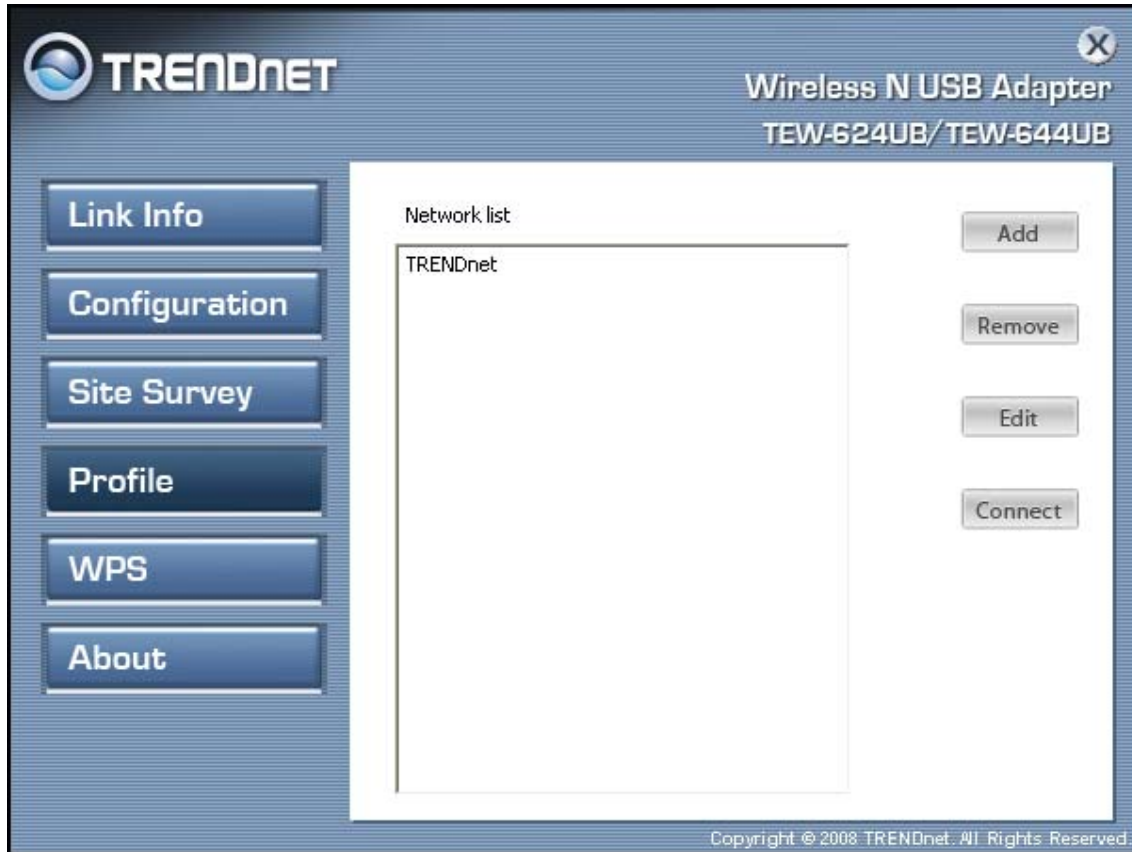 TRENDnet
X
Wireless N USB Adapter
TEW-624UB/TEW-644UB
Link Info
Configuration
Site Survey
Profile
WPS
About
Network list
TRENDnet
Add
Remove
Edit
Connect
Copyright © 2008 TRENDnet. All Rights Reserved.